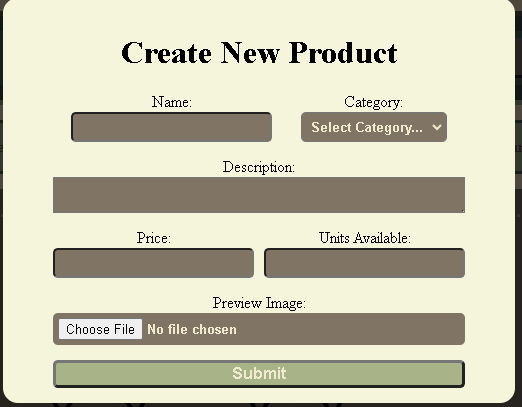 Create New Product
Name: Category:
Select Category...
Description:
Price: Units Available:
Preview Image:
Choose File No file chosen
Submit